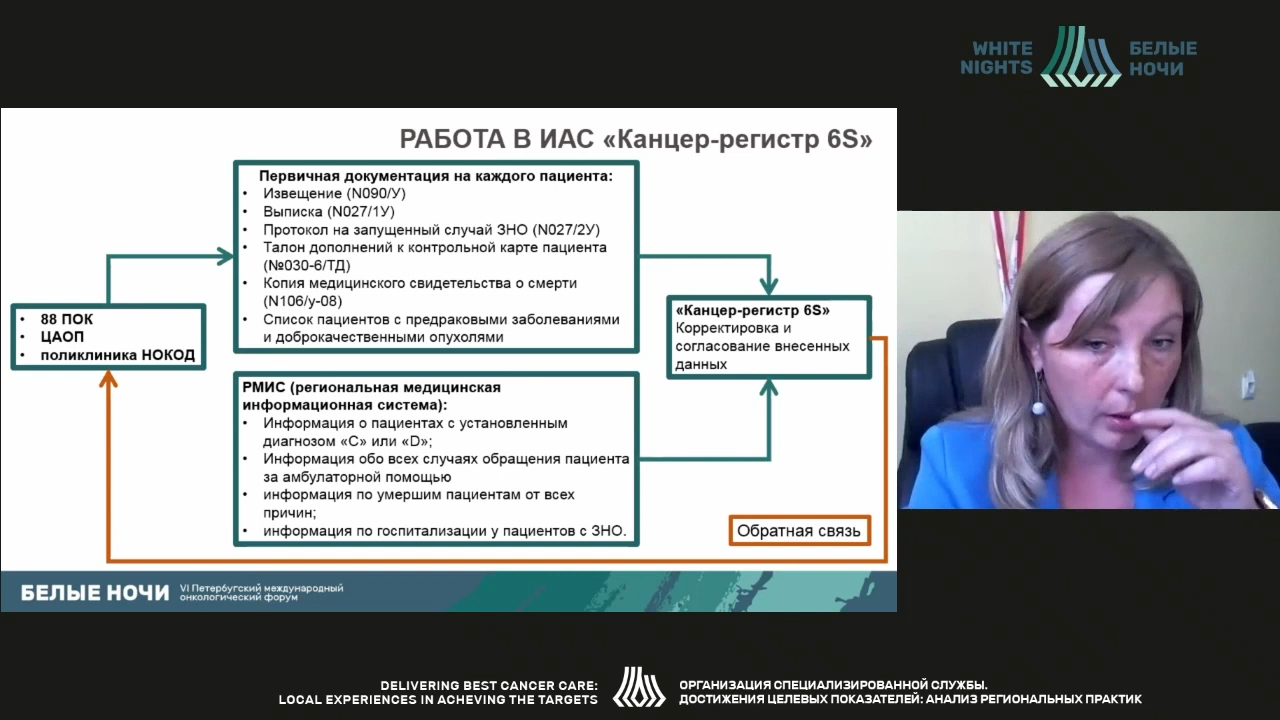 WHITE
NIGHTS
БЕЛЫЕ
НОЧИ
РАБОТА В ИАС «Канцер-регистр 6S»
Первичная документация на каждого пациента:
• Извещение (N090/У)
• Выписка (N027/1У)
• Протокол на запущенный случай ЗНО (N027/2У)
• Талон дополнений к контрольной карте пациента
(№030-6/ТД)
• Копия медицинского свидетельства о смерти
(N106/у-08)
• Список пациентов с предраковыми заболеваниями
и доброкачественными опухолями
• 88 ПОК
• ЦАОП
• поликлиника НОКОД
«Канцер-регистр 6S»
Корректировка и
согласование внесенных
данных
РМИС (региональная медицинская
информационная система):
• Информация о пациентах с установленным
диагнозом «С» или «D»;
• Информация обо всех случаях обращения пациента
за амбулаторной помощью
• информация по умершим пациентам от всех
причин;
• информация по госпитализации у пациентов с ЗНО.
Обратная связь
БЕЛЫЕ НОЧИ
VI Петербургский международный
онкологический форум
DELIVERING BEST CANCER CARE:
LOCAL EXPERIENCES IN ACHEVING THE TARGETS
ОРГАНИЗАЦИЯ СПЕЦИАЛИЗИРОВАННОЙ СЛУЖБЫ.
ДОСТИЖЕНИЯ ЦЕЛЕВЫХ ПОКАЗАТЕЛЕЙ: АНАЛИЗ РЕГИОНАЛЬНЫХ ПРАКТИК